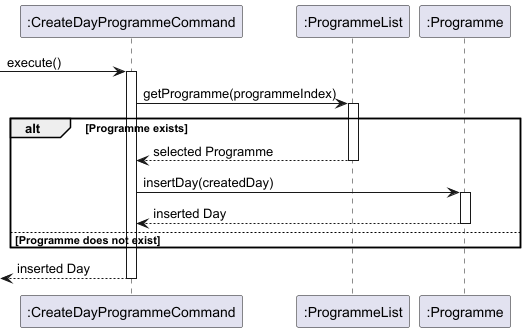 :CreateDayProgrammeCommand
:ProgrammeList
:Programme
execute()
getProgramme(programmeIndex)
alt
[Programme exists]
selected Programme
insertDay(createdDay)
inserted Day
[Programme does not exist]
inserted Day
:CreateDayProgrammeCommand
:ProgrammeList
:Programme